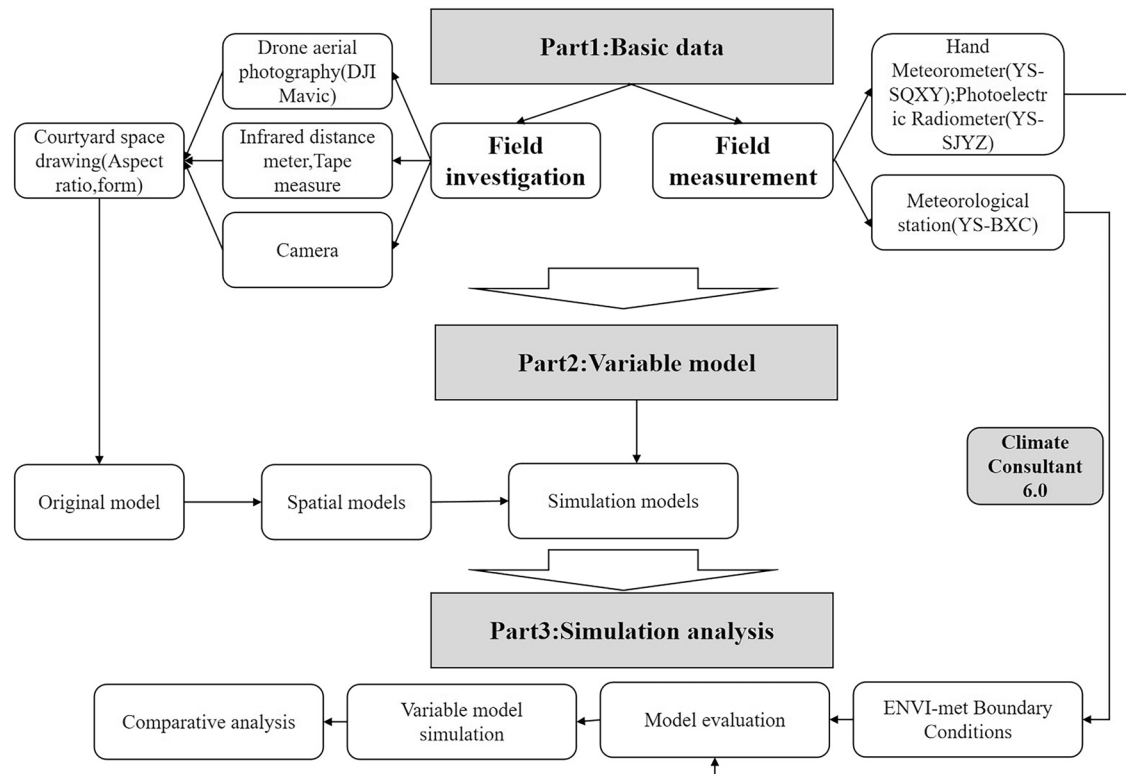 Part1:Basic data
Drone aerial
photography(DJI
Mavic)
Hand
Meteorometer(YS-
SQXY);Photoelectr
ic Radiometer(YS-
SJYZ)
Courtyard space
drawing(Aspect
ratio,form)
Infrared distance
meter,Tape
measure
Field
investigation
Field
measurement
Meteorological
station(YS-BXC)
Camera
Part2:Variable model
Climate
Consultant
6.0
Original model
Spatial models
Simulation models
Part3:Simulation analysis
Comparative analysis
Variable model
simulation
Model evaluation
ENVI-met Boundary
Conditions